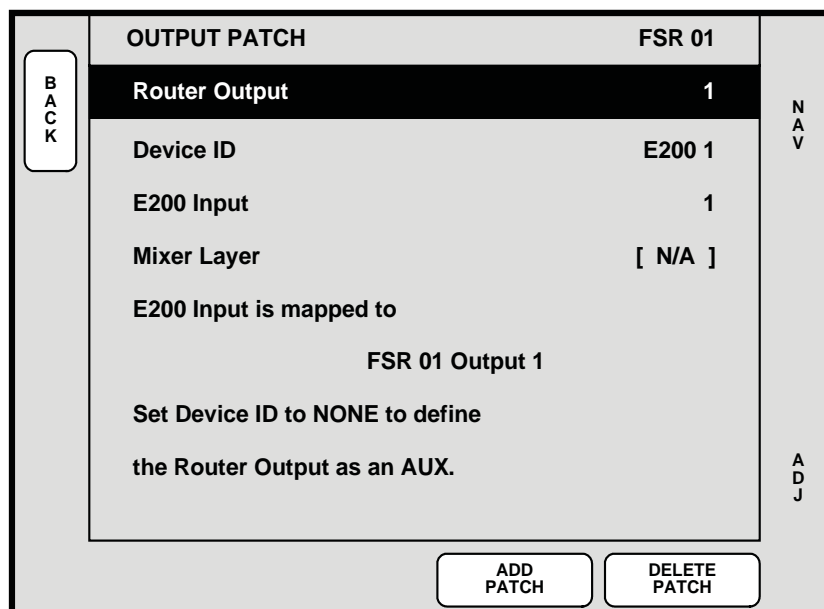 OUTPUT PATCH FSR 01
BACK
Router Output 1
NAV
Device ID E200 1
E200 Input 1
Mixer Layer [ N/A ]
E200 Input is mapped to
FSR 01 Output 1
Set Device ID to NONE to define
the Router Output as an AUX.
ADJ
ADD
PATCH
DELETE
PATCH